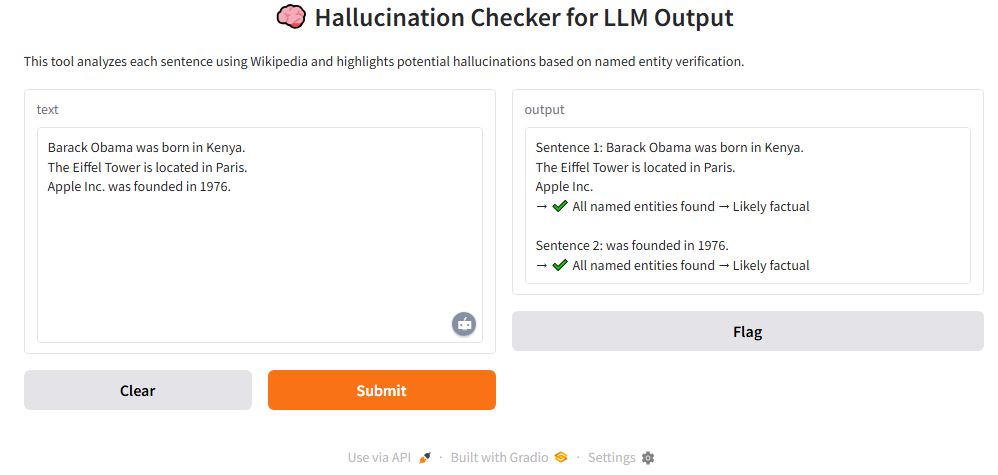 🧠 Hallucination Checker for LLM Output
This tool analyzes each sentence using Wikipedia and highlights potential hallucinations based on named entity verification.
text
Barack Obama was born in Kenya.
The Eiffel Tower is located in Paris.
Apple Inc. was founded in 1976.
Clear
Submit
output
Sentence 1: Barack Obama was born in Kenya.
The Eiffel Tower is located in Paris.
Apple Inc.
→ ✔ All named entities found → Likely factual
Sentence 2: was founded in 1976.
→ ✔ All named entities found → Likely factual
Flag
Use via API 🚀 · Built with Gradio · Settings ⚙